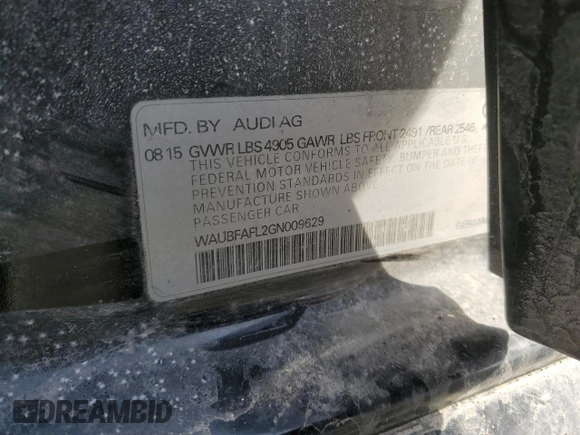 MFD. BY AUDI AG
08 15 GVWR LBS 4905 GAWR LBS FRONT 2491 / REAR 2548,
THIS VEHICLE CONFORMS TO ALL APPLICABLE U.S.
FEDERAL MOTOR VEHICLE SAFETY, BUMPER AND THEFT
PREVENTION STANDARDS IN EFFECT ON THE DATE OF
MANUFACTURE SHOWN ABOVE.
PASSENGER CAR
WAUBFAFL2GN009629
DREAMBID